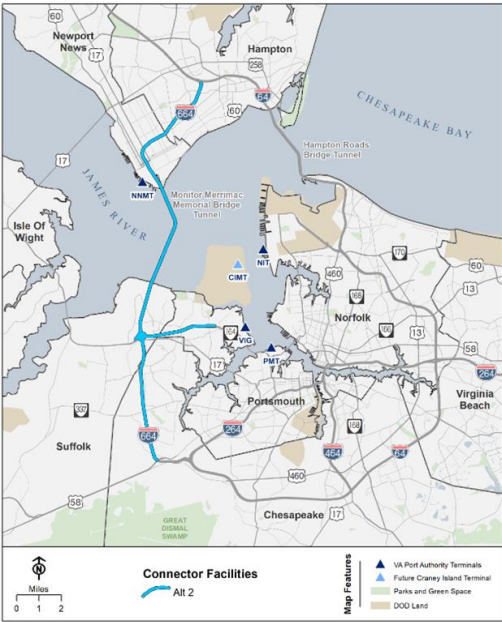 60
Newport
News
17
Hampton
258
64
60
664
CHESAPEAKE BAY
Hampton Roads
Bridge Tunnel
17
JAMES RIVER
NNMT
Monitor Merrimac
Memorial Bridge
Tunnel
Isle Of
Wight
CIMT
NIT
170
460
60
168
13
Norfolk
166
13
164
VIG
17
PMT
58
264
Virginia
Beach
Portsmouth
337
664
264
Suffolk
168
464
64
460
58
GREAT
DISMAL
SWAMP
Chesapeake
17
N
Miles
0 1 2
Connector Facilities
Alt 2
Map Features
VA Port Authority Terminals
Future Craney Island Terminal
Parks and Green Space
DOD Land